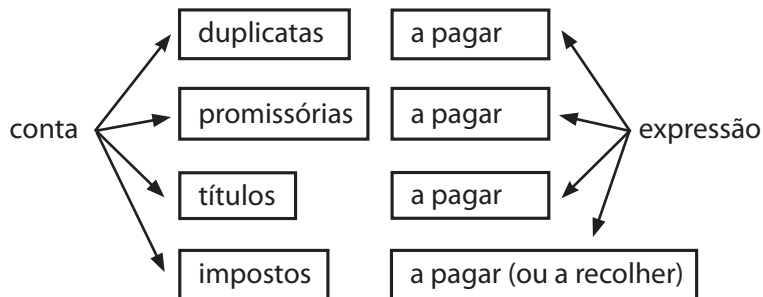 duplicatas a pagar
conta promissórias a pagar expressão
títulos a pagar
impostos a pagar (ou a recolher)